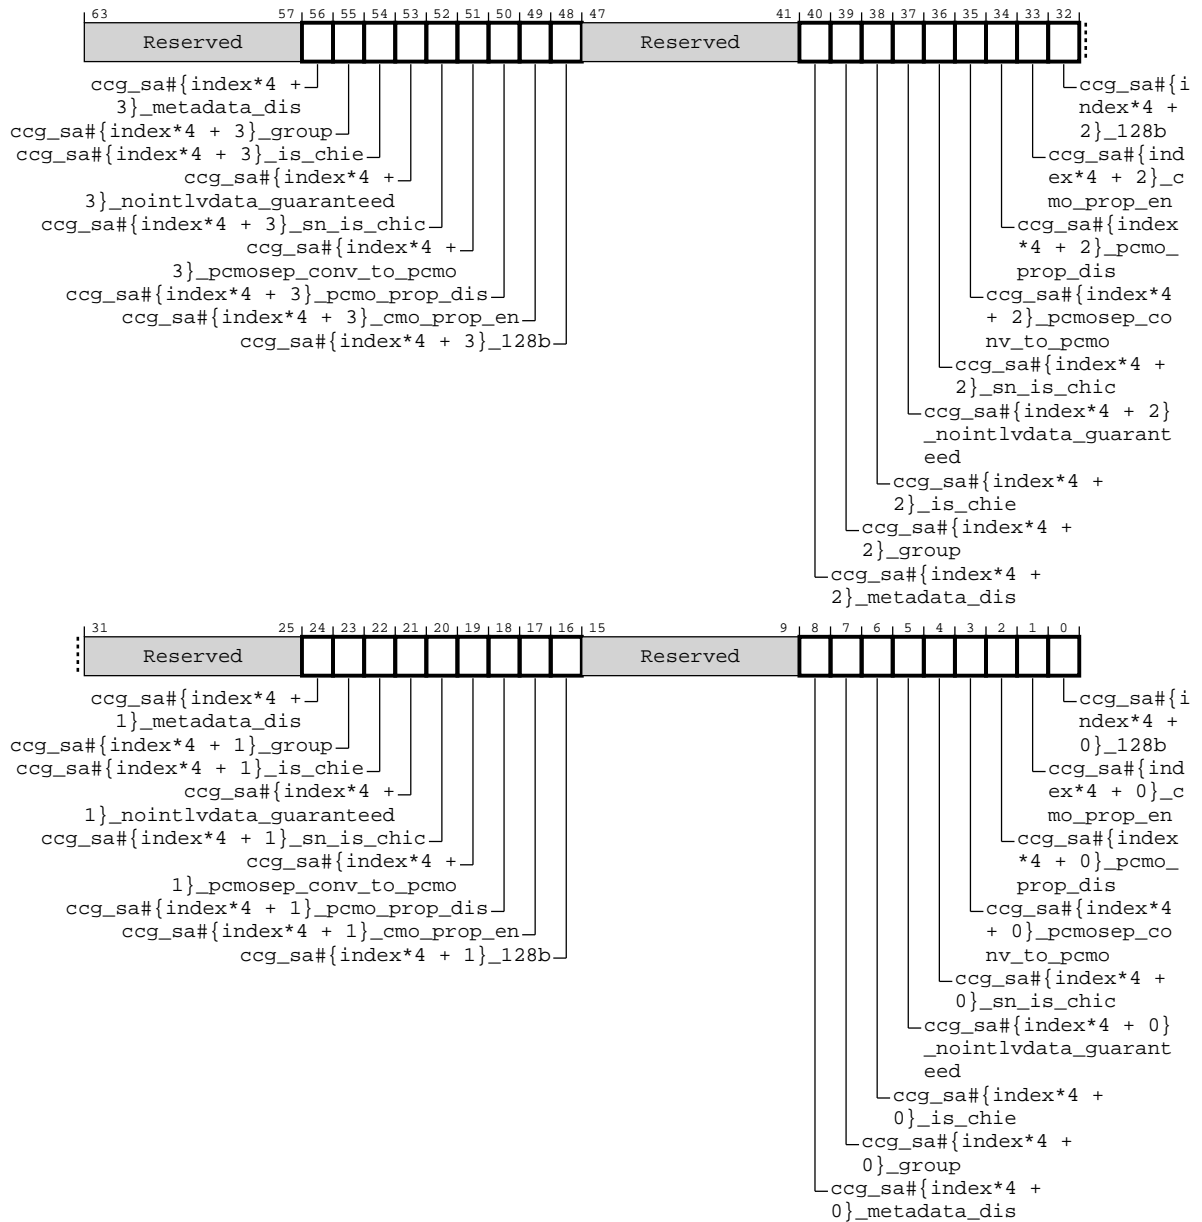 63 57 56 55 54 53 52 51 50 49 48 47 41 40 39 38 37 36 35 34 33 32
Reserved Reserved
ccg_sa#{index*4 +
3}_metadata_dis
ccg_sa#{index*4 + 3}_group
ccg_sa#{index*4 + 3}_is_chie
ccg_sa#{index*4 +
3}_nointlvdata_guaranteed
ccg_sa#{index*4 + 3}_sn_is_chic
ccg_sa#{index*4 +
3}_pcmosep_conv_to_pcmo
ccg_sa#{index*4 + 3}_pcmo_prop_dis
ccg_sa#{index*4 + 3}_cmo_prop_en
ccg_sa#{index*4 + 3}_128b
ccg_sa#{i
ndex*4 +
2}_128b
ccg_sa#{ind
ex*4 + 2}_c
mo_prop_en
ccg_sa#{index
*4 + 2}_pcmo_
prop_dis
ccg_sa#{index*4
+ 2}_pcmosep_co
nv_to_pcmo
ccg_sa#{index*4 +
2}_sn_is_chic
ccg_sa#{index*4 + 2}
_nointlvdata_guarant
eed
ccg_sa#{index*4 +
2}_is_chie
ccg_sa#{index*4 +
2}_group
ccg_sa#{index*4 +
2}_metadata_dis
31 25 24 23 22 21 20 19 18 17 16 15 9 8 7 6 5 4 3 2 1 0
Reserved Reserved
ccg_sa#{index*4 +
1}_metadata_dis
ccg_sa#{index*4 + 1}_group
ccg_sa#{index*4 + 1}_is_chie
ccg_sa#{index*4 +
1}_nointlvdata_guaranteed
ccg_sa#{index*4 + 1}_sn_is_chic
ccg_sa#{index*4 +
1}_pcmosep_conv_to_pcmo
ccg_sa#{index*4 + 1}_pcmo_prop_dis
ccg_sa#{index*4 + 1}_cmo_prop_en
ccg_sa#{index*4 + 1}_128b
ccg_sa#{i
ndex*4 +
0}_128b
ccg_sa#{ind
ex*4 + 0}_c
mo_prop_en
ccg_sa#{index
*4 + 0}_pcmo_
prop_dis
ccg_sa#{index*4
+ 0}_pcmosep_co
nv_to_pcmo
ccg_sa#{index*4 +
0}_sn_is_chic
ccg_sa#{index*4 + 0}
_nointlvdata_guarant
eed
ccg_sa#{index*4 +
0}_is_chie
ccg_sa#{index*4 +
0}_group
ccg_sa#{index*4 +
0}_metadata_dis